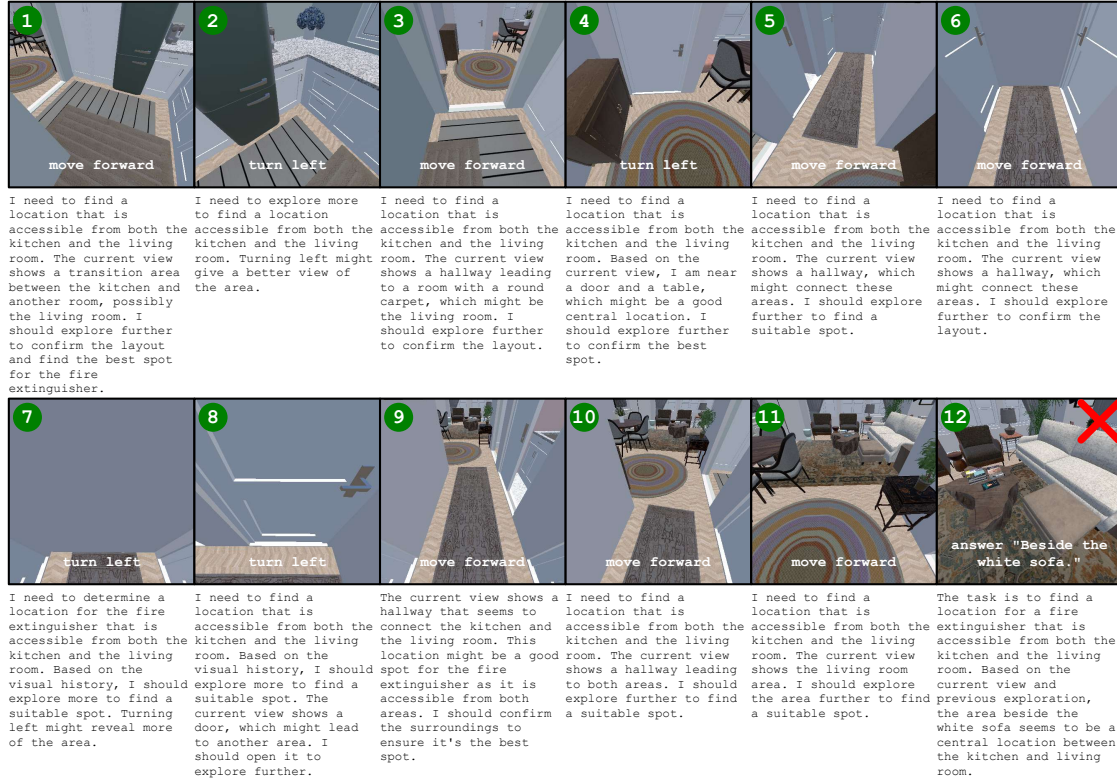 1
move forward
2
turn left
3
move forward
4
turn left
5
move forward
6
move forward
I need to find a
location that is
accessible from both the
kitchen and the living
room. The current view
shows a transition area
between the kitchen and
another room, possibly
the living room. I
should explore further
to confirm the layout
and find the best spot
for the fire
extinguisher.
I need to explore more
to find a location
accessible from both the
kitchen and the living
room. Turning left might
give a better view of
the area.
I need to find a
location that is
accessible from both the
kitchen and the living
room. The current view
shows a hallway leading
to a room with a round
carpet, which might be
the living room. I
should explore further
to confirm the layout.
I need to find a
location that is
accessible from both the
kitchen and the living
room. Based on the
current view, I am near
a door and a table,
which might be a good
central location. I
should explore further
to confirm the best
spot.
I need to find a
location that is
accessible from both the
kitchen and the living
room. The current view
shows a hallway, which
might connect these
areas. I should explore
further to find a
suitable spot.
I need to find a
location that is
accessible from both the
kitchen and the living
room. The current view
shows a hallway, which
might connect these
areas. I should explore
further to confirm the
layout.
7
turn left
8
turn left
9
move forward
10
move forward
11
move forward
12
answer "Beside the
white sofa."
I need to determine a
location for the fire
extinguisher that is
accessible from both the
kitchen and the living
room. Based on the
visual history, I should
explore more to find a
suitable spot. Turning
left might reveal more
of the area.
I need to find a
location that is
accessible from both the
kitchen and the living
room. Based on the
visual history, I should
explore more to find a
suitable spot. The
current view shows a
door, which might lead
to another area. I
should open it to
explore further.
The current view shows a
hallway that seems to
connect the kitchen and
the living room. This
location might be a good
spot for the fire
extinguisher as it is
accessible from both
areas. I should confirm
the surroundings to
ensure it's the best
spot.
I need to find a
location that is
accessible from both the
kitchen and the living
room. The current view
shows a hallway leading
to both areas. I should
explore further to find
a suitable spot.
I need to find a
location that is
accessible from both the
kitchen and the living
room. The current view
shows the living room
area. I should explore
the area further to find
a suitable spot.
The task is to find a
location for a fire
extinguisher that is
accessible from both the
kitchen and the living
room. Based on the
current view and
previous exploration,
the area beside the
white sofa seems to be a
central location between
the kitchen and living
room.